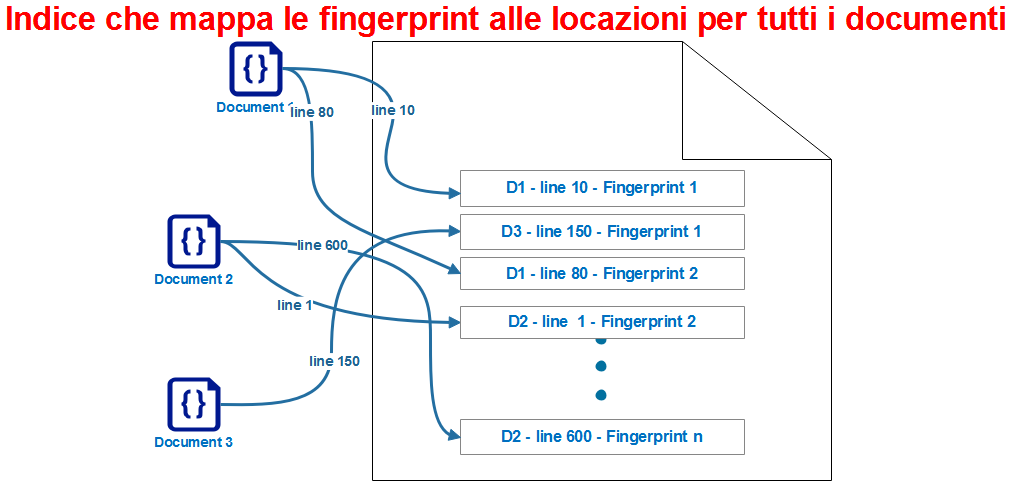 Indice che mappa le fingerprint alle locazioni per tutti i documenti
{}
Document 1
line 80
line 10
D1 - line 10 - Fingerprint 1
D3 - line 150 - Fingerprint 1
{}
line 600
Document 2
D1 - line 80 - Fingerprint 2
line 1
D2 - line  1 - Fingerprint 2
line 150
{}
Document 3
D2 - line 600 - Fingerprint n